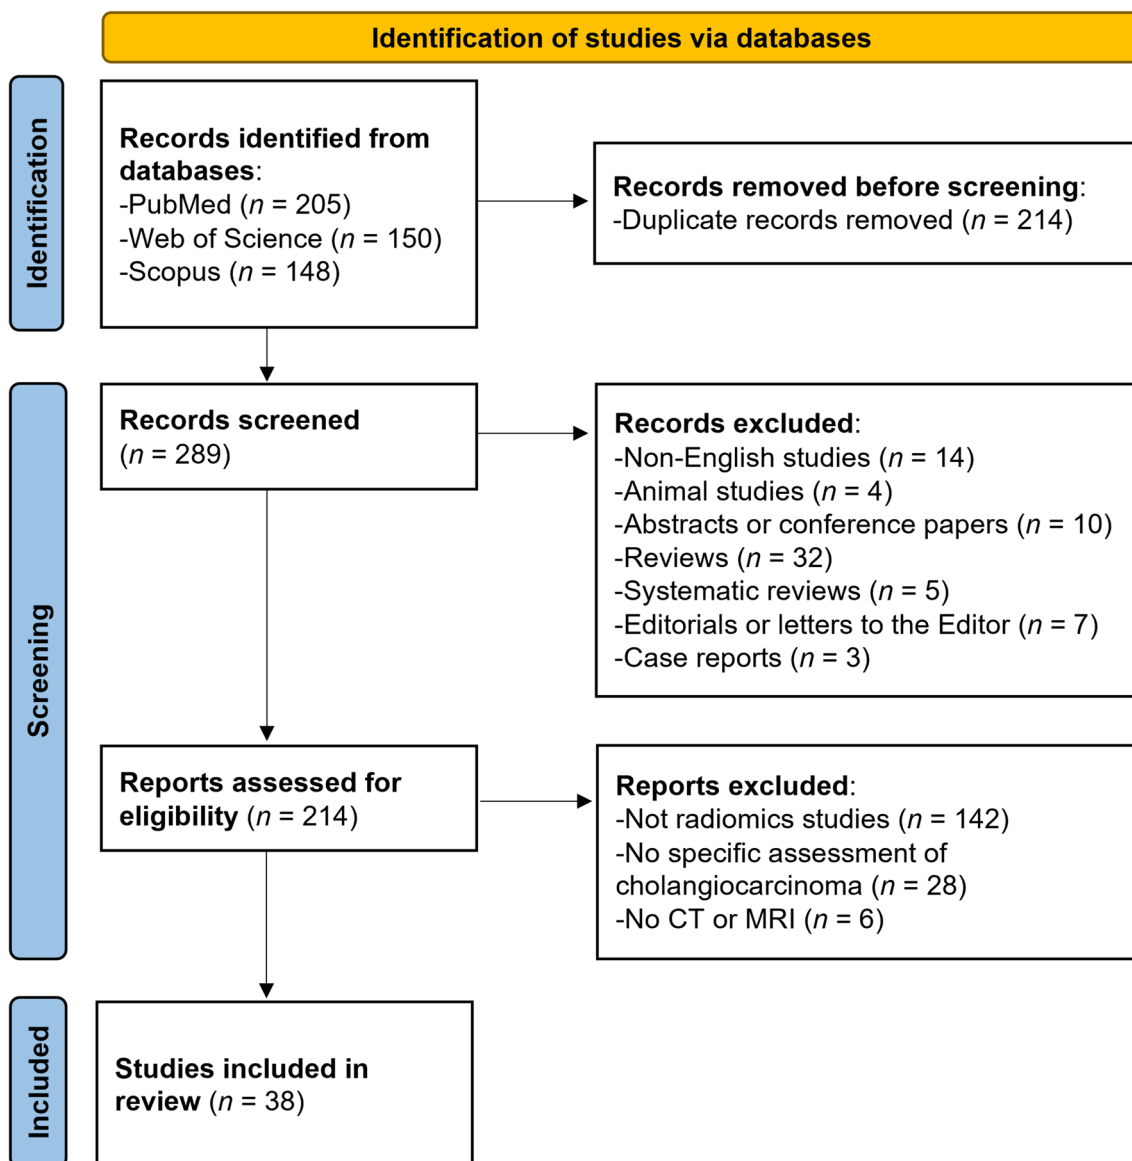 Identification of studies via databases
Identification
Records identified from
databases:
-PubMed (n = 205)
-Web of Science (n = 150)
-Scopus (n = 148)
Records removed before screening:
-Duplicate records removed (n = 214)
Screening
Records screened
(n = 289)
Records excluded:
-Non-English studies (n = 14)
-Animal studies (n = 4)
-Abstracts or conference papers (n = 10)
-Reviews (n = 32)
-Systematic reviews (n = 5)
-Editorials or letters to the Editor (n = 7)
-Case reports (n = 3)
Reports assessed for
eligibility (n = 214)
Reports excluded:
-Not radiomics studies (n = 142)
-No specific assessment of
cholangiocarcinoma (n = 28)
-No CT or MRI (n = 6)
Included
Studies included in
review (n = 38)